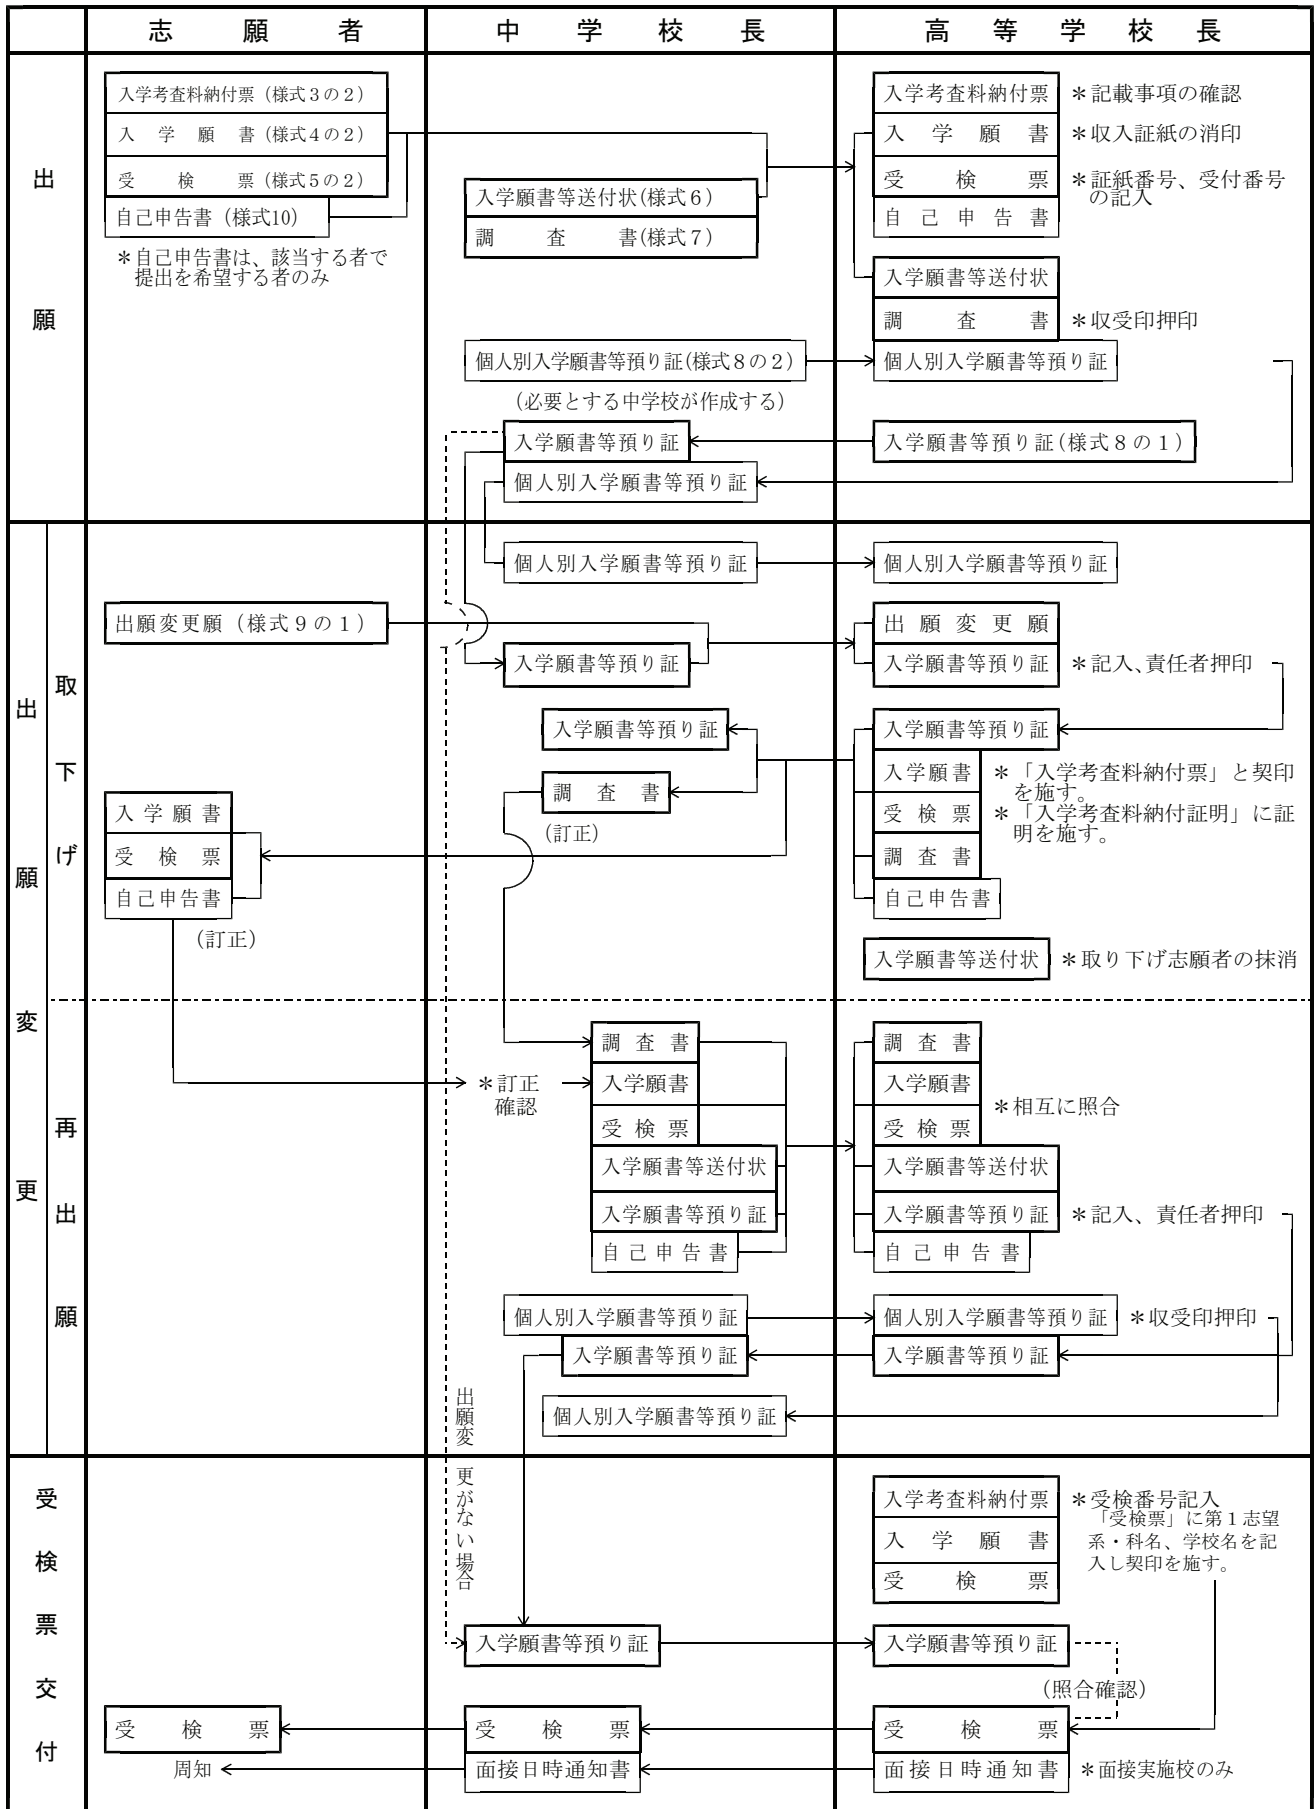 志願者
中学校長
高等学校長
出願
入学考査料納付票(様式3の2)
入学願書(様式4の2)
受検票(様式5の2)
自己申告書(様式10)
＊自己申告書は、該当する者で
提出を希望する者のみ
入学願書等送付状(様式6)
調査書(様式7)
入学考査料納付票
＊記載事項の確認
入学願書
＊収入証紙の消印
受検票
＊証紙番号、受付番号
の記入
自己申告書
入学願書等送付状
調査書
＊収受印押印
個人別入学願書等預り証(様式8の2)
個人別入学願書等預り証
(必要とする中学校が作成する)
入学願書等預り証
入学願書等預り証(様式8の1)
個人別入学願書等預り証
出願変更
取下げ
個人別入学願書等預り証
個人別入学願書等預り証
出願変更願(様式9の1)
出願変更願
入学願書等預り証
入学願書等預り証
＊記入、責任者押印
入学願書等預り証
入学願書等預り証
調査書
(訂正)
入学願書
＊「入学考査料納付票」と契印
を施す。
受検票
＊「入学考査料納付証明」に証
明を施す。
調査書
自己申告書
入学願書
受検票
自己申告書
(訂正)
入学願書等送付状
＊取り下げ志願者の抹消
再出願
＊訂正
確認
調査書
入学願書
受検票
入学願書等送付状
入学願書等預り証
自己申告書
調査書
入学願書
受検票
＊相互に照合
入学願書等送付状
入学願書等預り証
＊記入、責任者押印
自己申告書
個人別入学願書等預り証
個人別入学願書等預り証
＊収受印押印
入学願書等預り証
入学願書等預り証
個人別入学願書等預り証
出願変更がない場合
受検票交付
入学考査料納付票
＊受検番号記入
「受検票」に第1志望
系・科名、学校名を記
入し契印を施す。
入学願書
受検票
入学願書等預り証
入学願書等預り証
(照合確認)
受検票
受検票
受検票
周知
面接日時通知書
面接日時通知書
＊面接実施校のみ